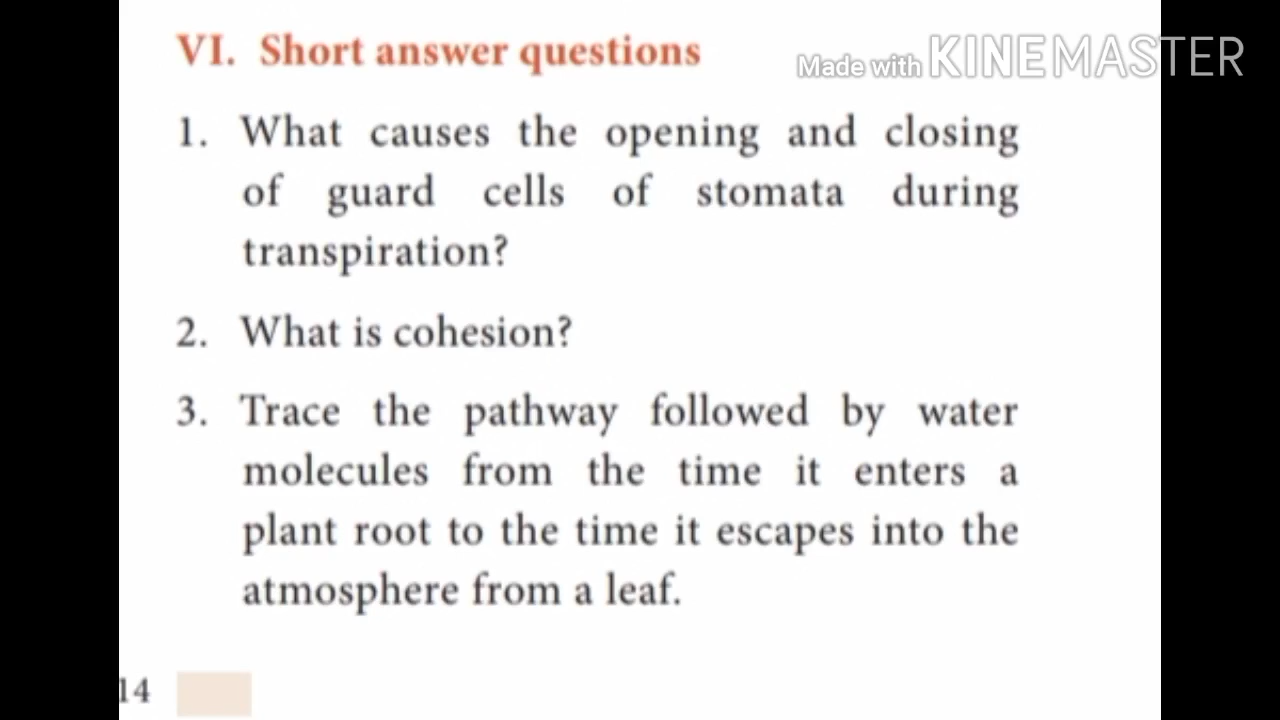 VI. Short answer questions
Made with KINEMASTER
1. What causes the opening and closing
of guard cells of stomata during
transpiration?
2. What is cohesion?
3. Trace the pathway followed by water
molecules from the time it enters a
plant root to the time it escapes into the
atmosphere from a leaf.
14